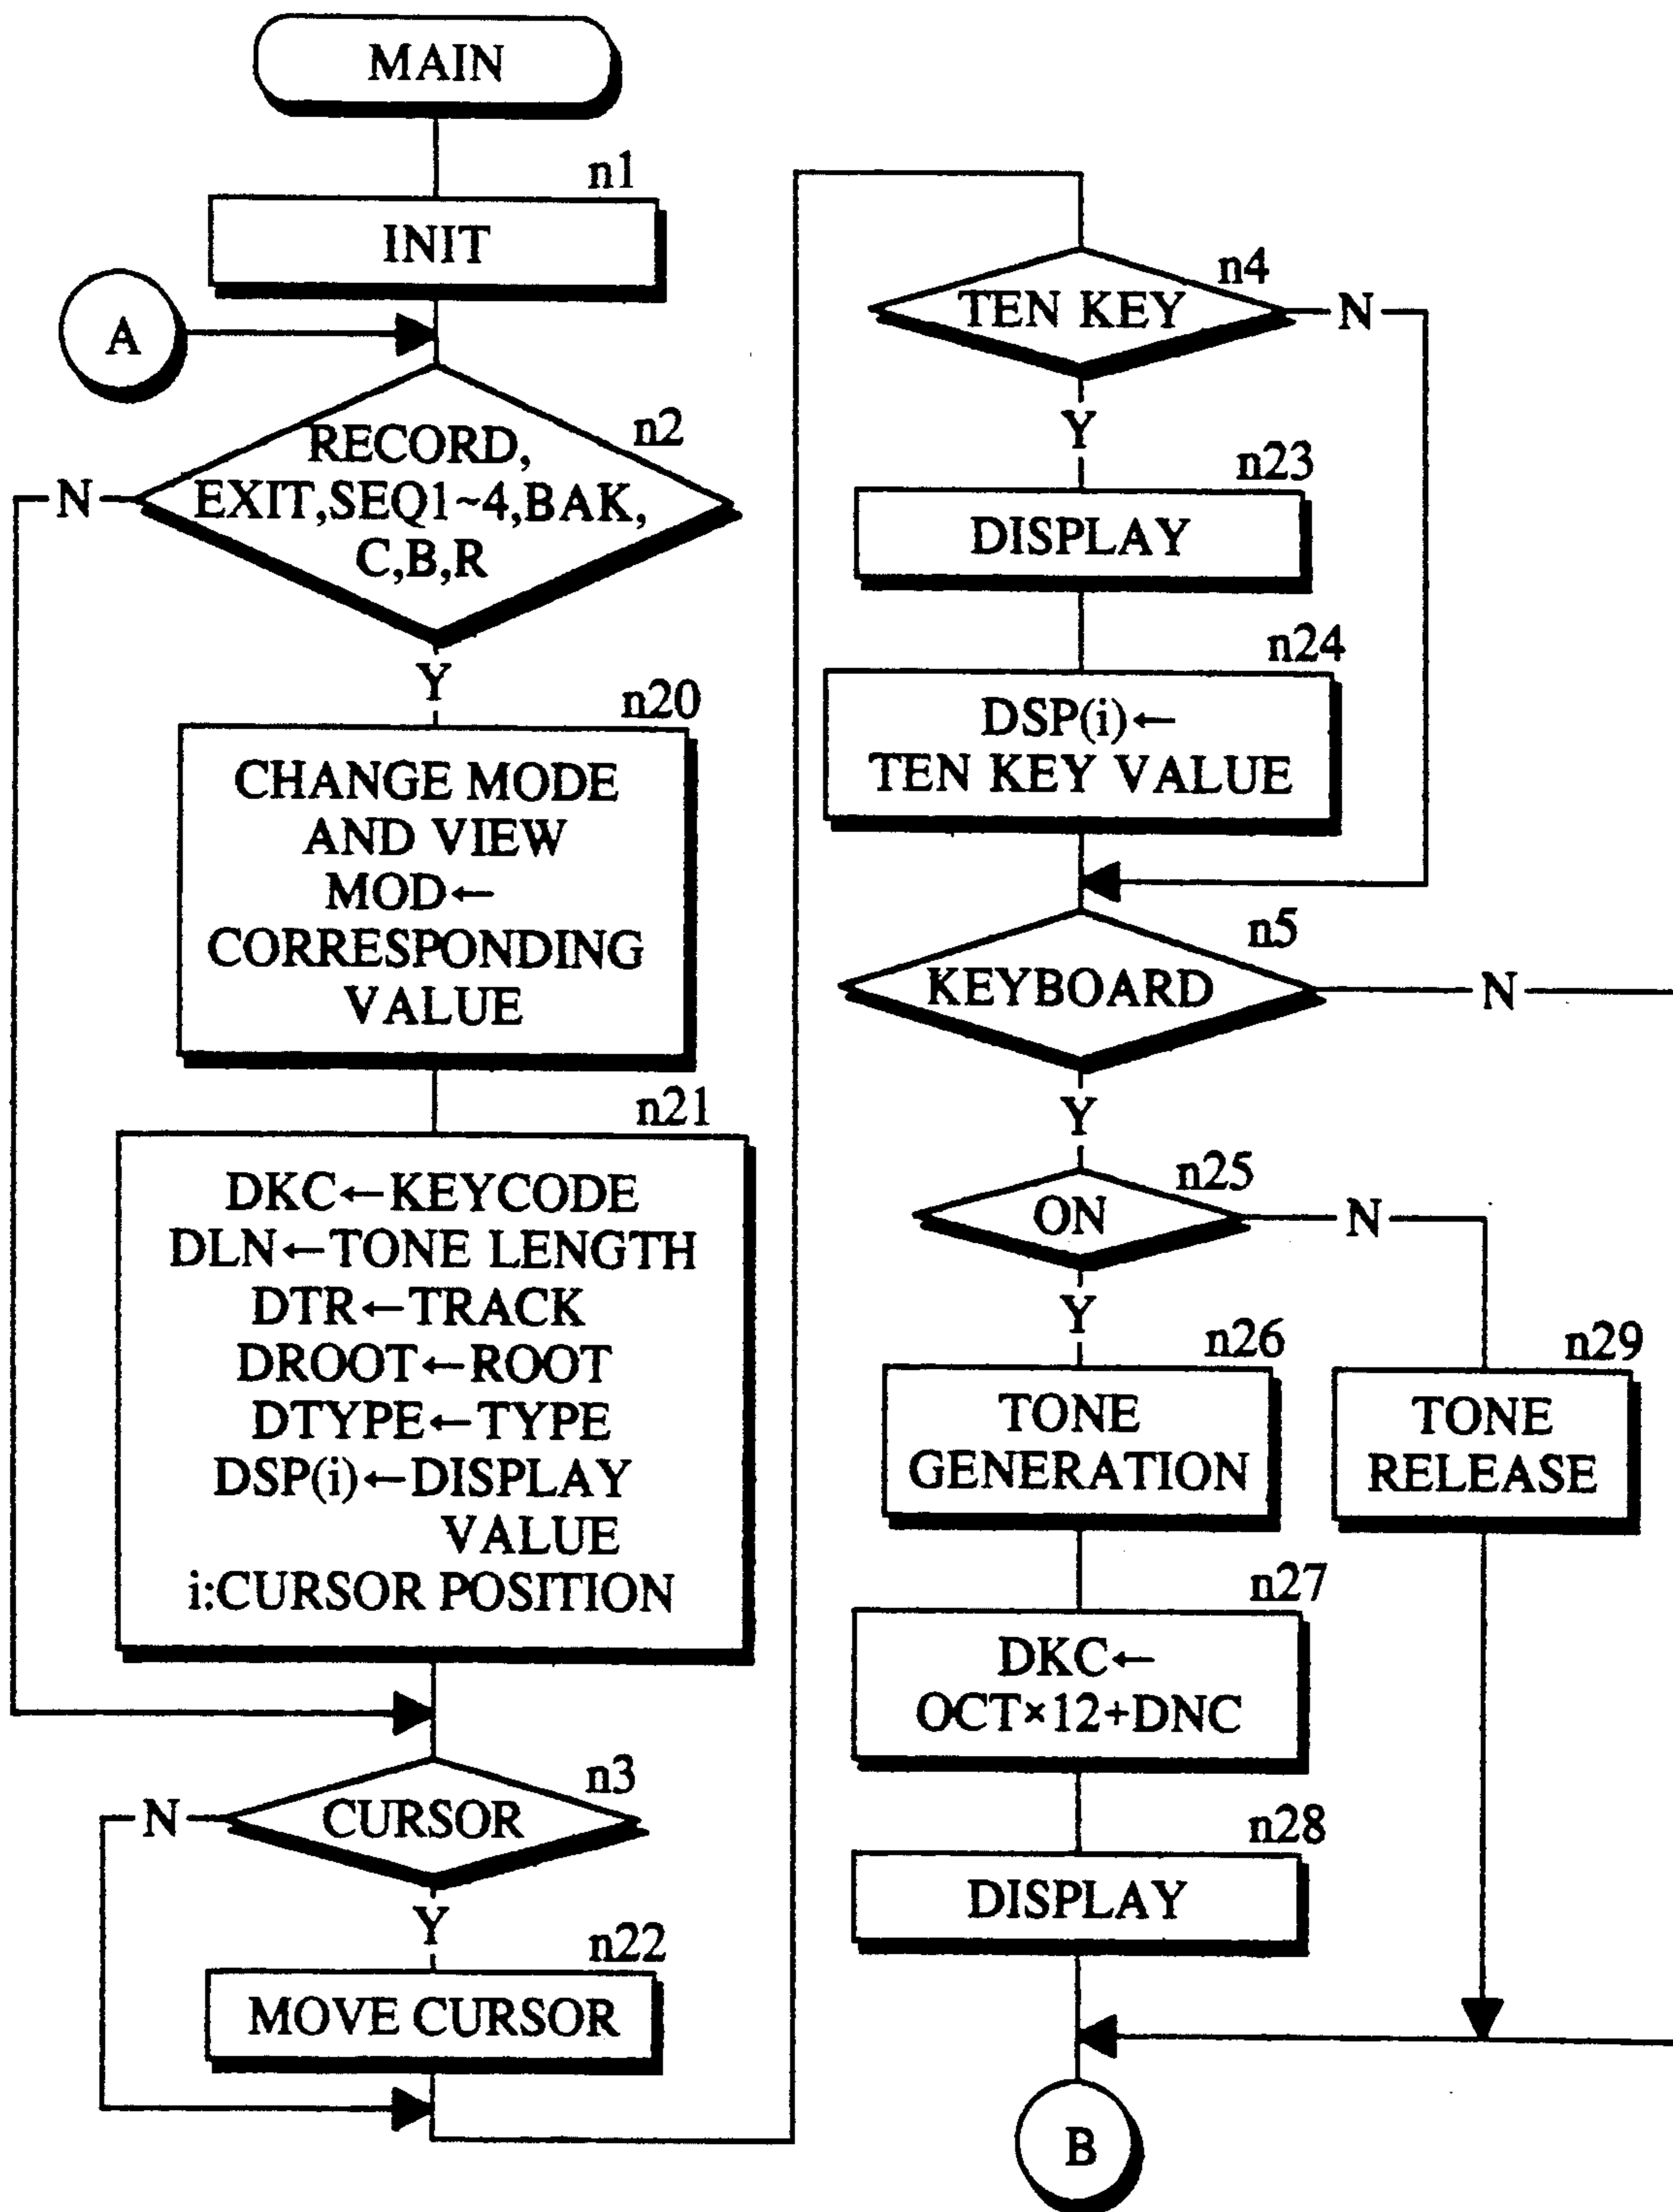 MAIN
n1
INIT
A
n2
RECORD,
EXIT,SEQ1~4,BAK,
C,B,R
N
Y
n20
CHANGE MODE
AND VIEW
MOD←
CORRESPONDING
VALUE
n21
DKC←KEYCODE
DLN←TONE LENGTH
DTR←TRACK
DROOT←ROOT
DTYPE←TYPE
DSP(i)←DISPLAY
VALUE
i:CURSOR POSITION
n3
CURSOR
N
Y
n22
MOVE CURSOR
n4
TEN KEY
N
Y
n23
DISPLAY
n24
DSP(i)←
TEN KEY VALUE
n5
KEYBOARD
N
Y
n25
ON
N
Y
n26
TONE
GENERATION
n29
TONE
RELEASE
n27
DKC←
OCT×12+DNC
n28
DISPLAY
B